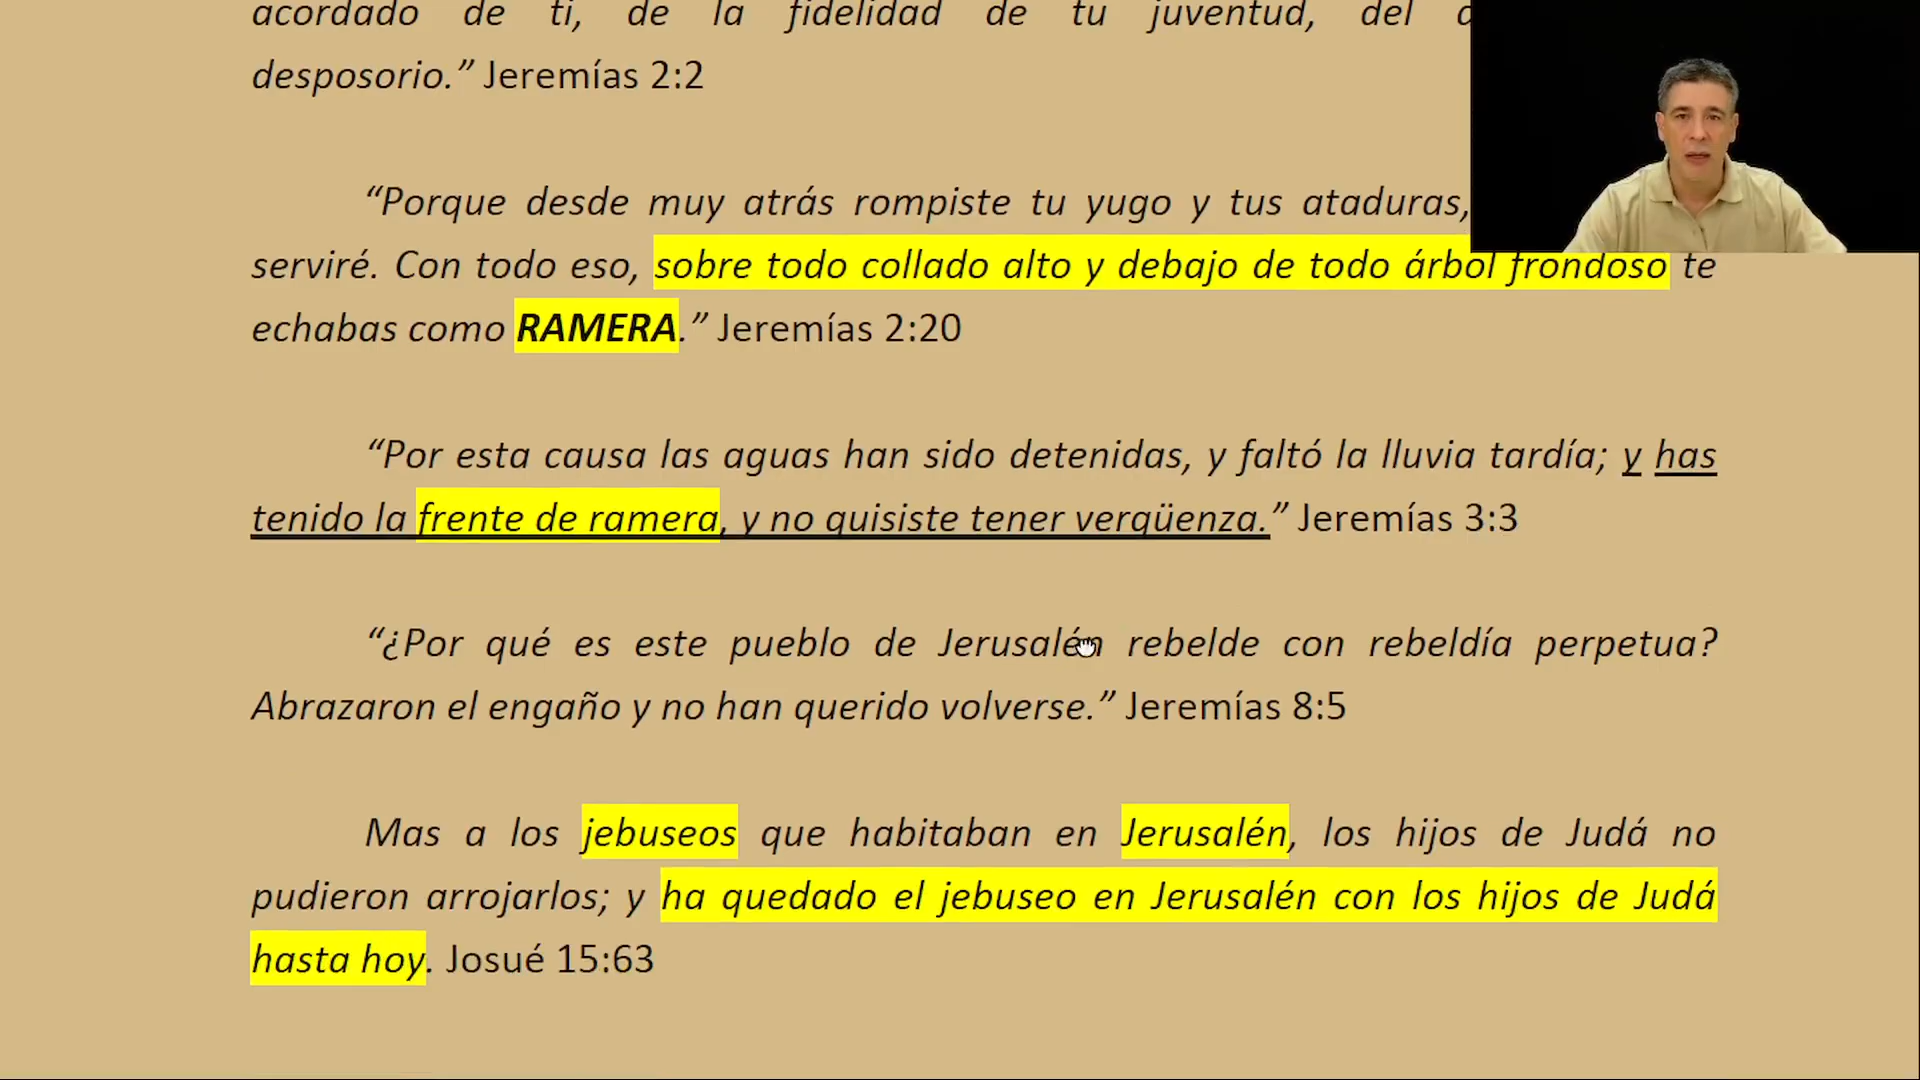 acordado de ti, de la fidelidad de tu juventud, del
desposorio.” Jeremías 2:2
“Porque desde muy atrás rompiste tu yugo y tus ataduras,
serviré. Con todo eso, sobre todo collado alto y debajo de todo árbol frondoso te
echabas como RAMERA.” Jeremías 2:20
“Por esta causa las aguas han sido detenidas, y faltó la lluvia tardía; y has
tenido la frente de ramera, y no quisiste tener vergüenza.” Jeremías 3:3
“¿Por qué es este pueblo de Jerusalén rebelde con rebeldía perpetua?
Abrazaron el engaño y no han querido volverse.” Jeremías 8:5
Mas a los jebuseos que habitaban en Jerusalén, los hijos de Judá no
pudieron arrojarlos; y ha quedado el jebuseo en Jerusalén con los hijos de Judá
hasta hoy. Josué 15:63